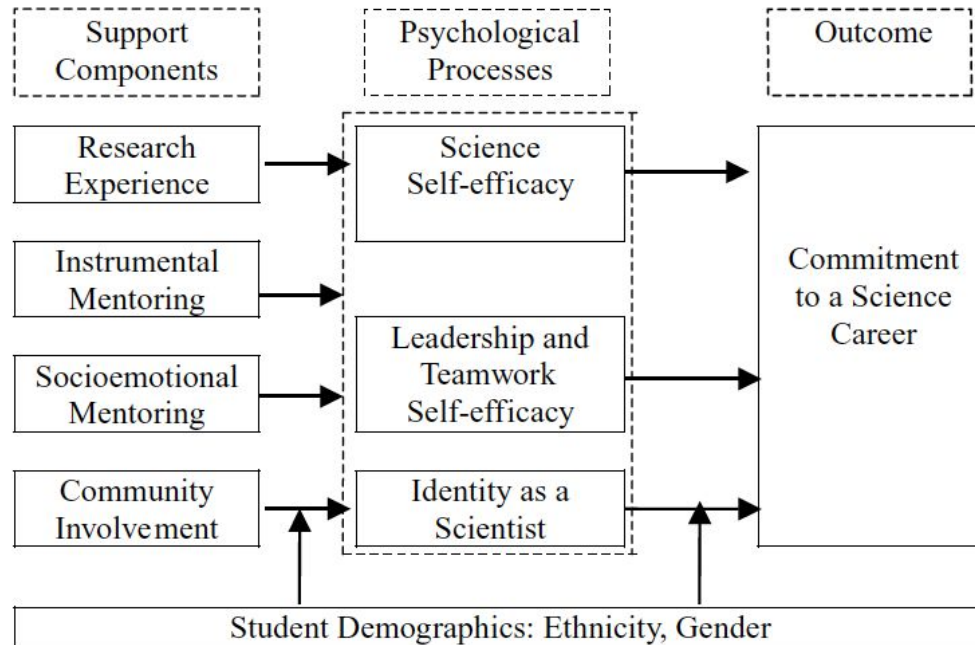 Support
Components
Psychological
Processes
Outcome
Research
Experience
Science
Self-efficacy
Instrumental
Mentoring
Commitment
to a Science
Career
Leadership and
Teamwork
Self-efficacy
Socioemotional
Mentoring
Community
Involvement
Identity as a
Scientist
Student Demographics: Ethnicity, Gender